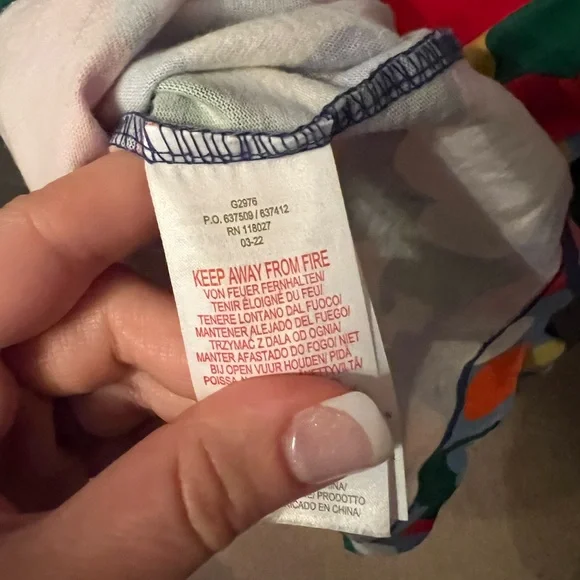 G2976
P.O. 637509 / 637412
RN 118027
03-22
KEEP AWAY FROM FIRE
VON FEUER FERNHALTEN/
TENIR ÉLOIGNÉ DU FEU/
TENERE LONTANO DAL FUOCO/
MANTENER ALEJADO DEL FUEGO/
TRZYMAĆ Z DALA OD OGNIA/
MANTER AFASTADO DO FOGO/ NIET
BIJ OPEN VUUR HOUDEN/ PIDÄ
PRODOTTO
EN CHINA/